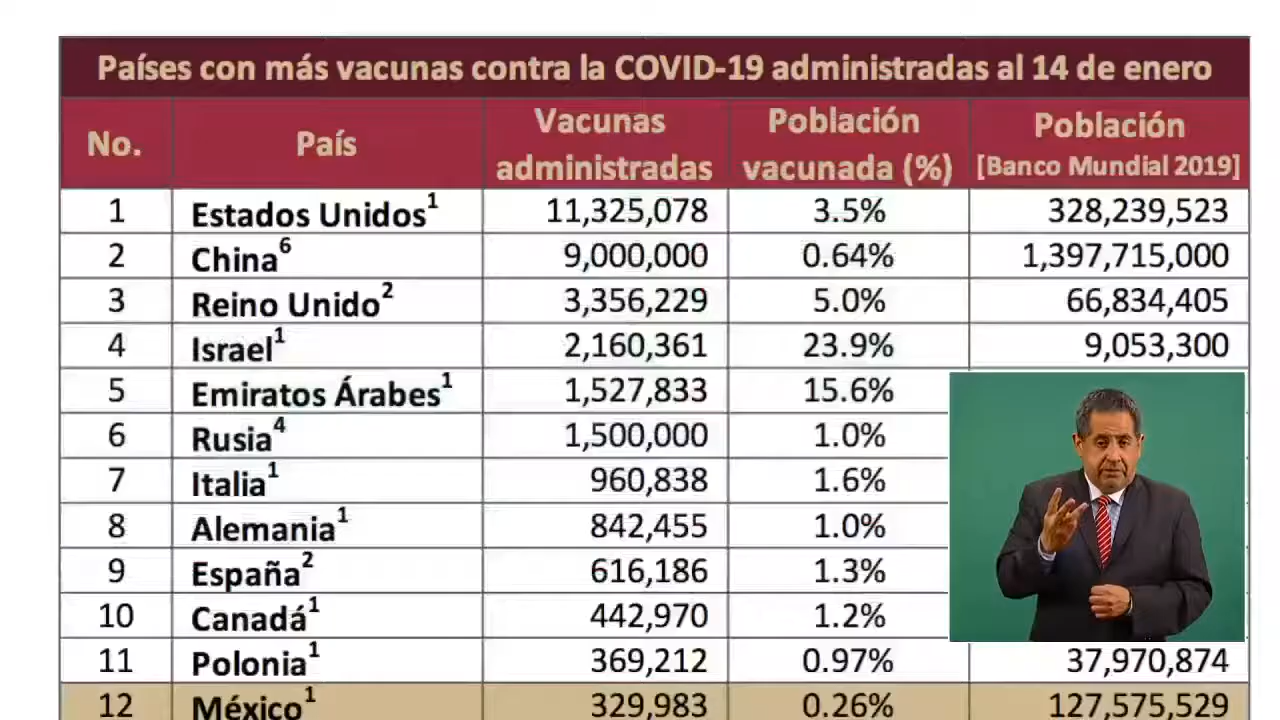 Países con más vacunas contra la COVID-19 administradas al 14 de enero
No. País Vacunas administradas Población vacunada (%) Población [Banco Mundial 2019]
1 Estados Unidos¹ 11,325,078 3.5% 328,239,523
2 China⁶ 9,000,000 0.64% 1,397,715,000
3 Reino Unido² 3,356,229 5.0% 66,834,405
4 Israel¹ 2,160,361 23.9% 9,053,300
5 Emiratos Árabes¹ 1,527,833 15.6%
6 Rusia⁴ 1,500,000 1.0%
7 Italia¹ 960,838 1.6%
8 Alemania¹ 842,455 1.0%
9 España² 616,186 1.3%
10 Canadá¹ 442,970 1.2%
11 Polonia¹ 369,212 0.97% 37,970,874
12 México¹ 329,983 0.26% 127,575,529